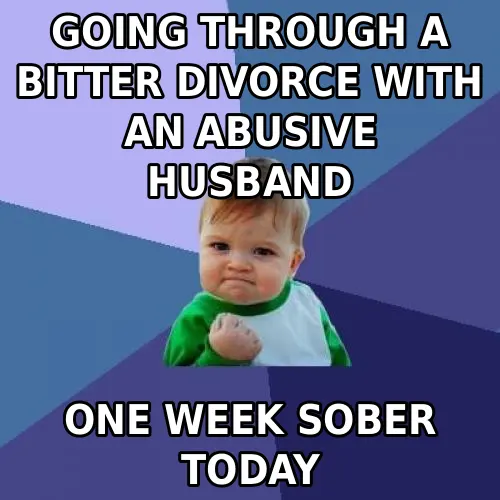 GOING THROUGH A
BITTER DIVORCE WITH
AN ABUSIVE
HUSBAND
ONE WEEK SOBER
TODAY